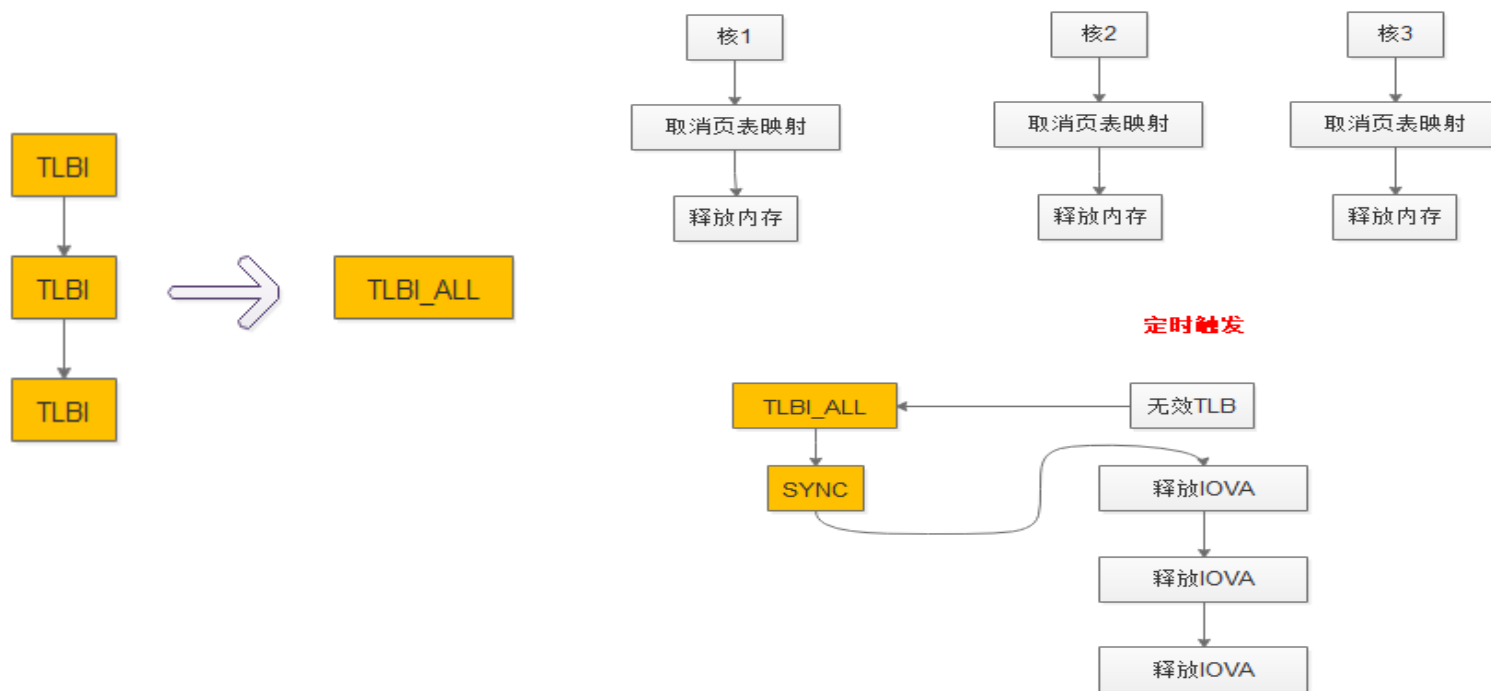 TLBI
TLBI
TLBI
TLBI_ALL
核1
取消页表映射
释放内存
核2
取消页表映射
释放内存
核3
取消页表映射
释放内存
定时触发
无效TLB
TLBI_ALL
SYNC
释放IOVA
释放IOVA
释放IOVA